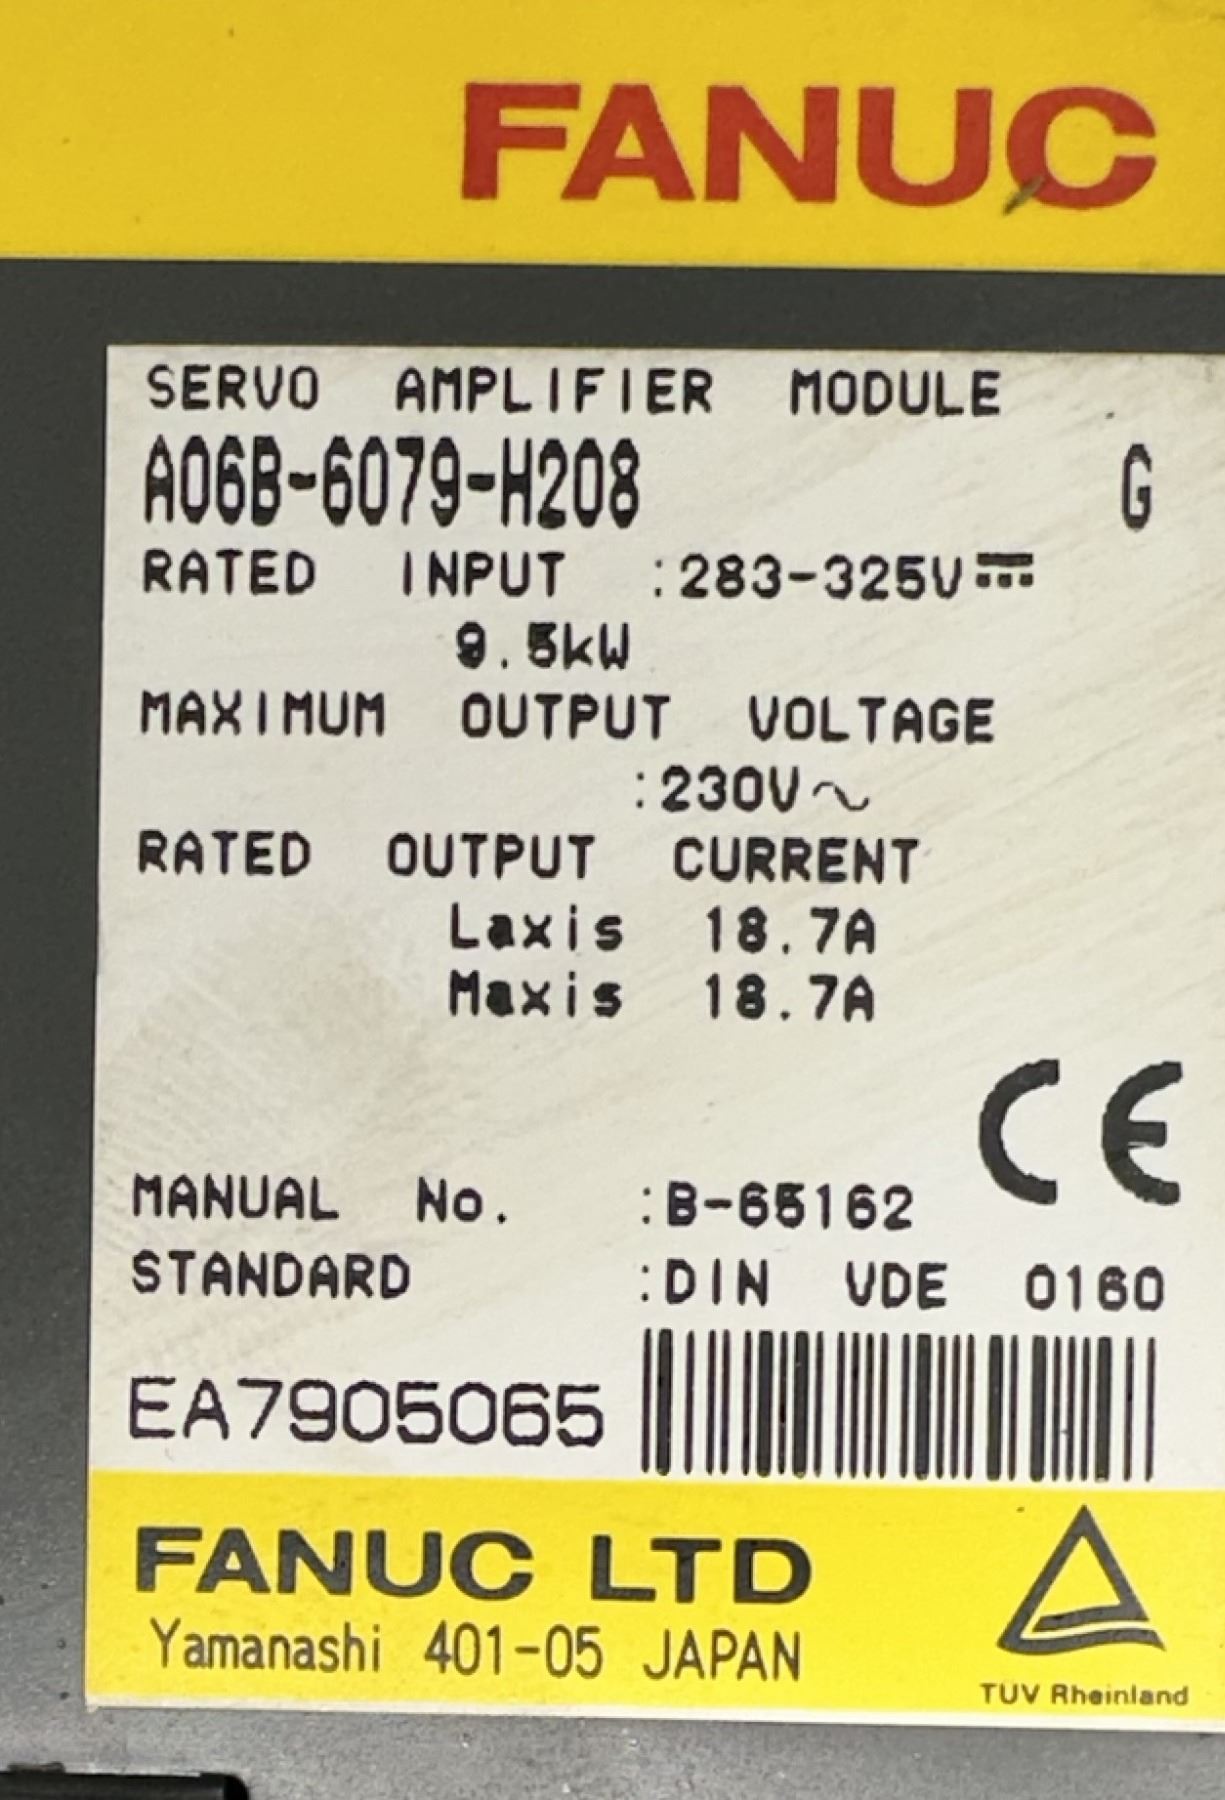 FANUC
SERVO AMPLIFIER MODULE
A06B-6079-H208 G
RATED INPUT :283-325V⎓
9.5kW
MAXIMUM OUTPUT VOLTAGE
:230V~
RATED OUTPUT CURRENT
Laxis 18.7A
Maxis 18.7A
CE
MANUAL No. :B-65162
STANDARD :DIN VDE 0160
EA7905065
FANUC LTD
Yamanashi 401-05 JAPAN
TUV Rheinland